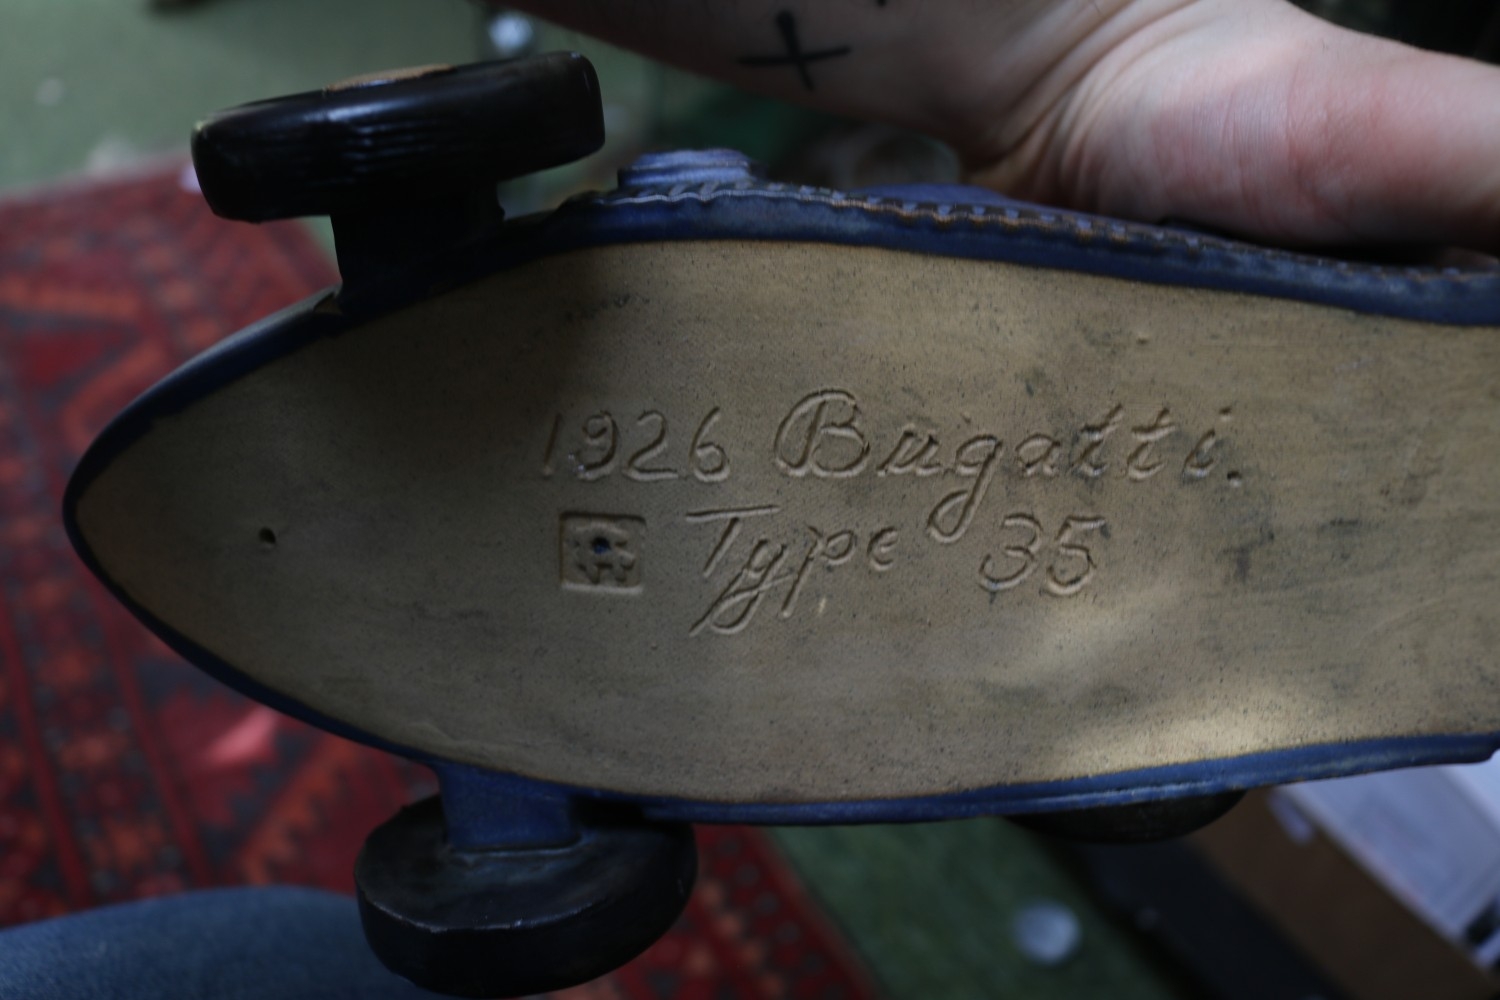 1926 Bugatti.
Type 35